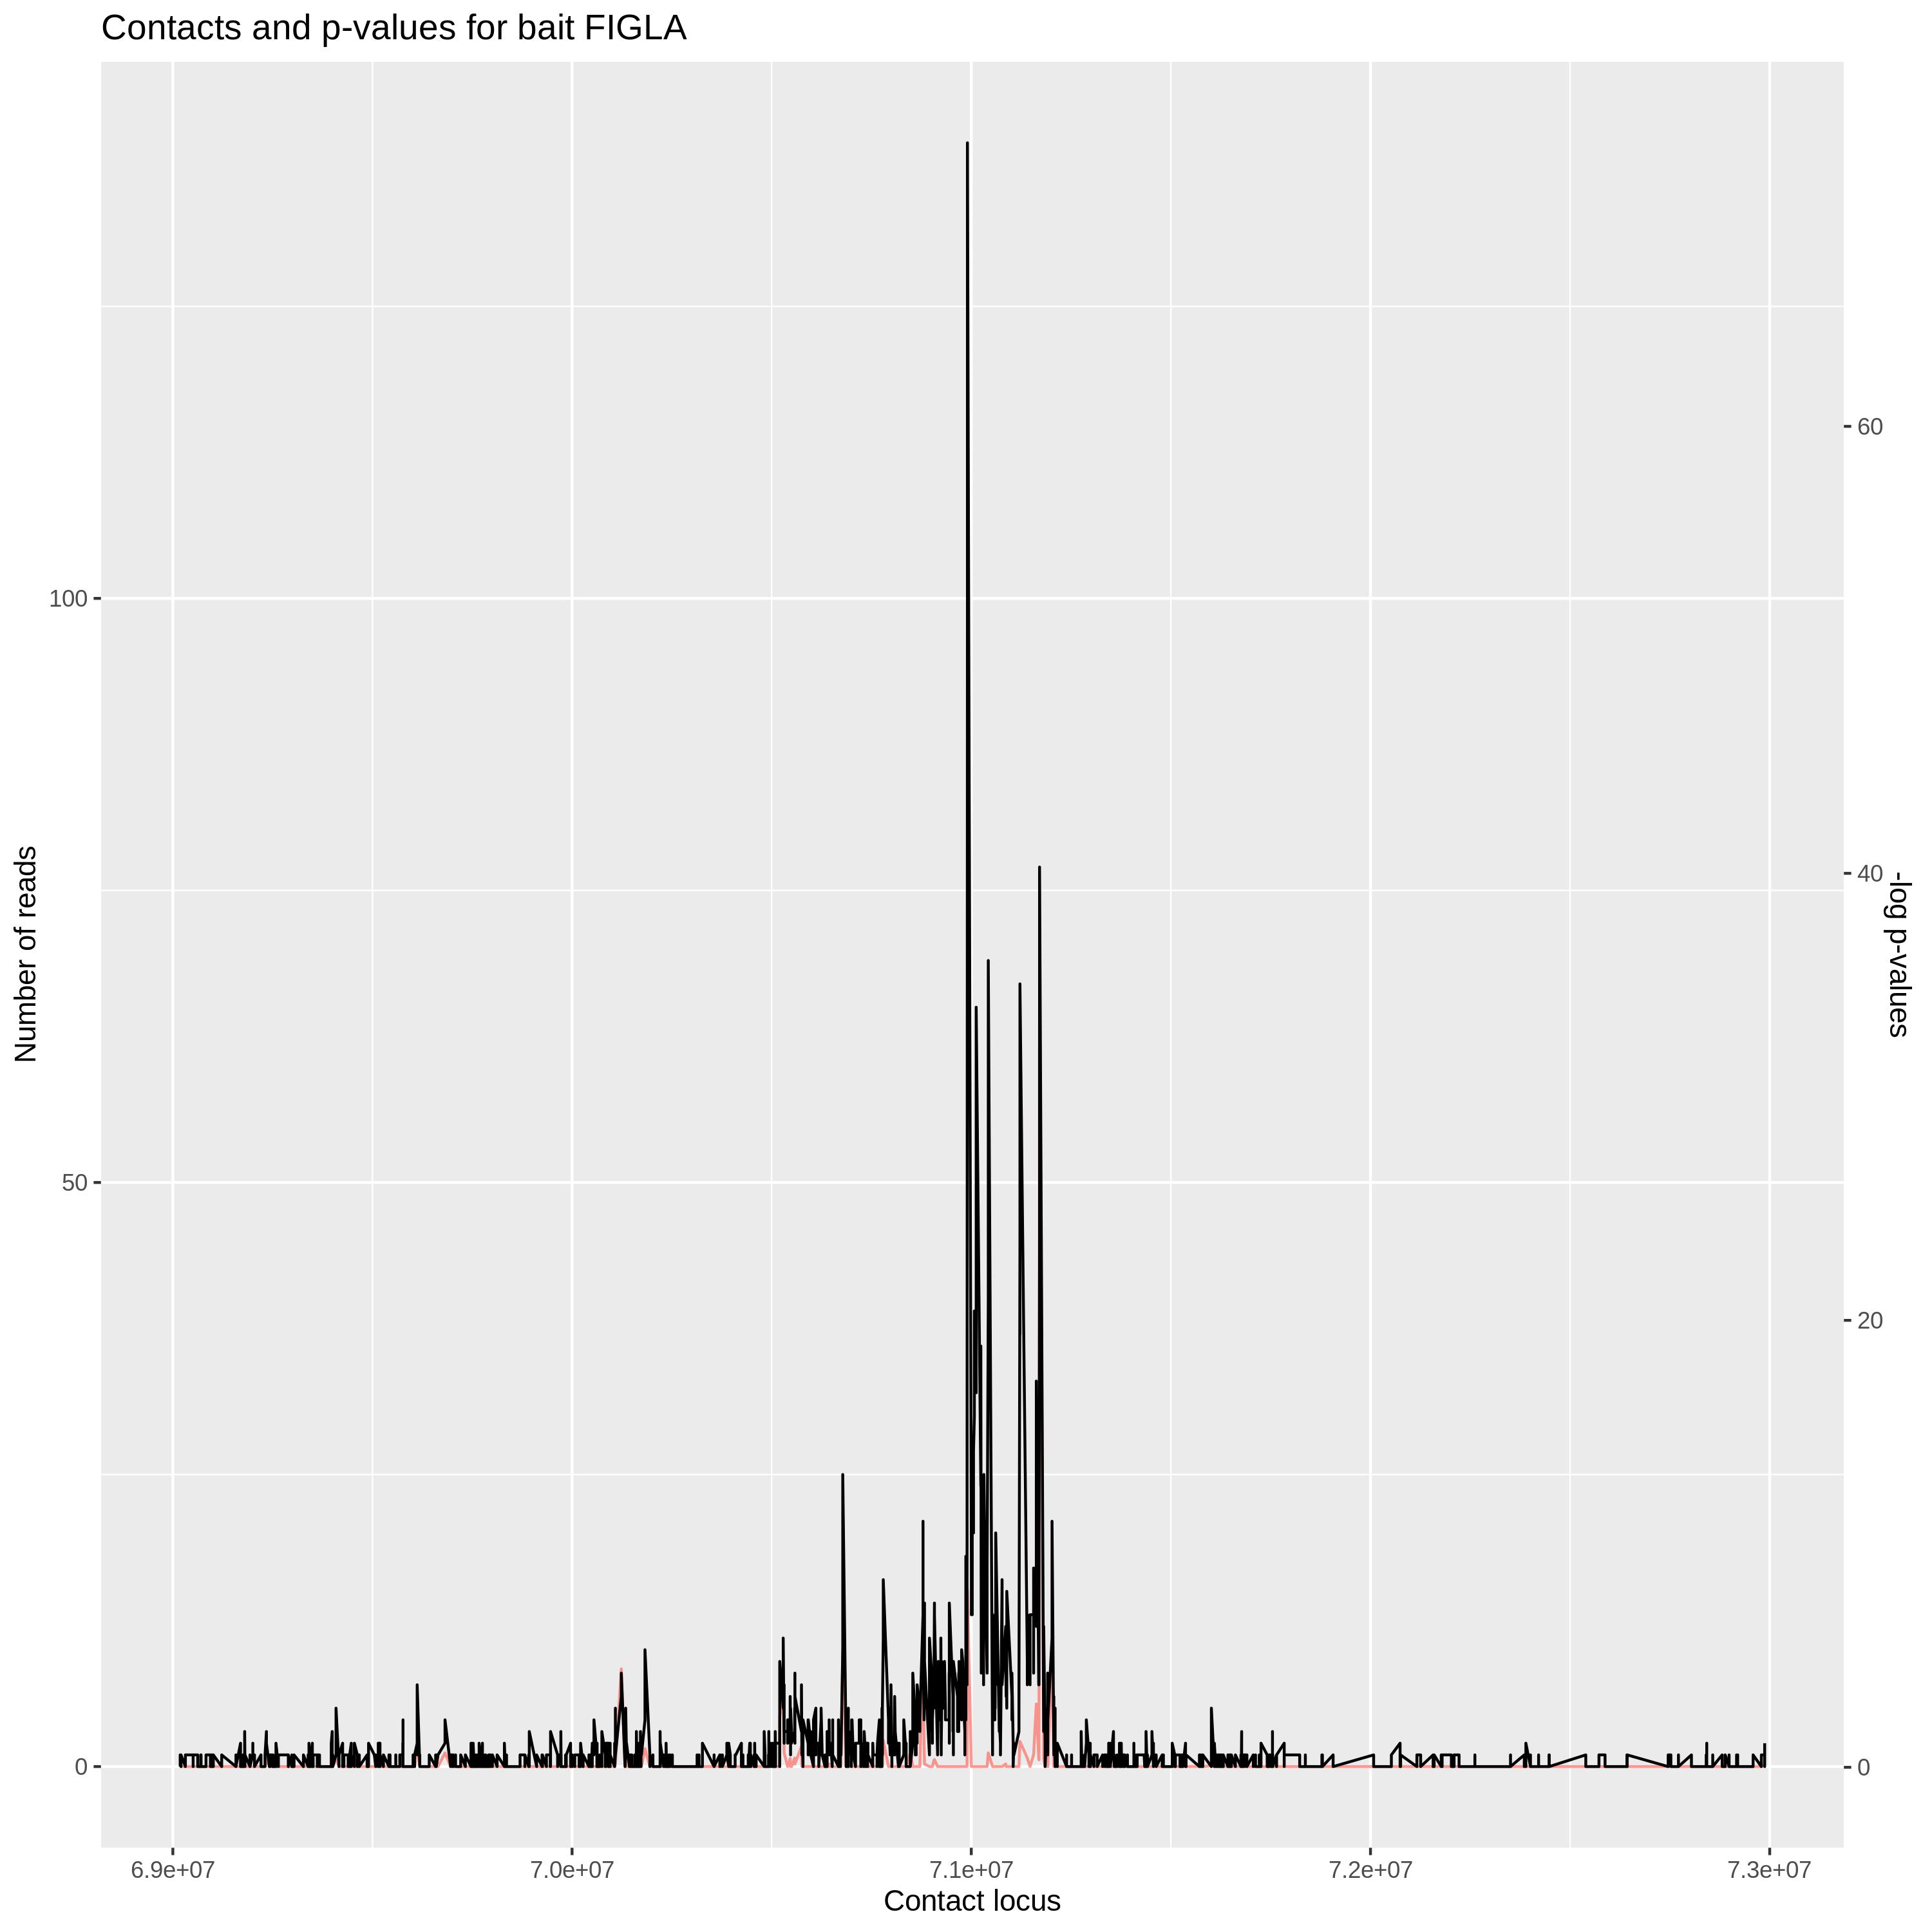 Contacts and p-values for bait FIGLA
Number of reads
100
50
0
60
40
20
0
-log p-values
6.9e+07
7.0e+07
7.1e+07
7.2e+07
7.3e+07
Contact locus